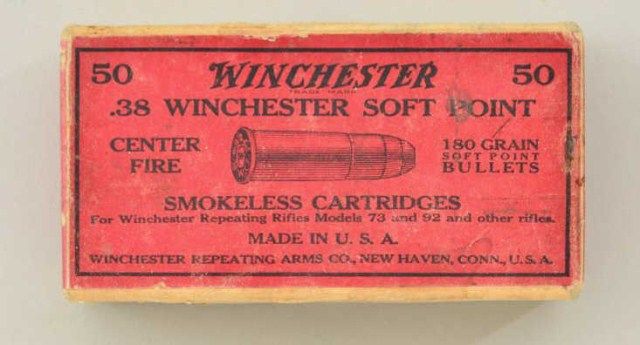 50 WINCHESTER 50
TRADE MARK
.38 WINCHESTER SOFT POINT
CENTER FIRE
180 GRAIN
SOFT POINT
BULLETS
SMOKELESS CARTRIDGES
For Winchester Repeating Rifles Models 73 and 92 and other rifles.
MADE IN U. S. A.
WINCHESTER REPEATING ARMS CO., NEW HAVEN, CONN., U.S.A.